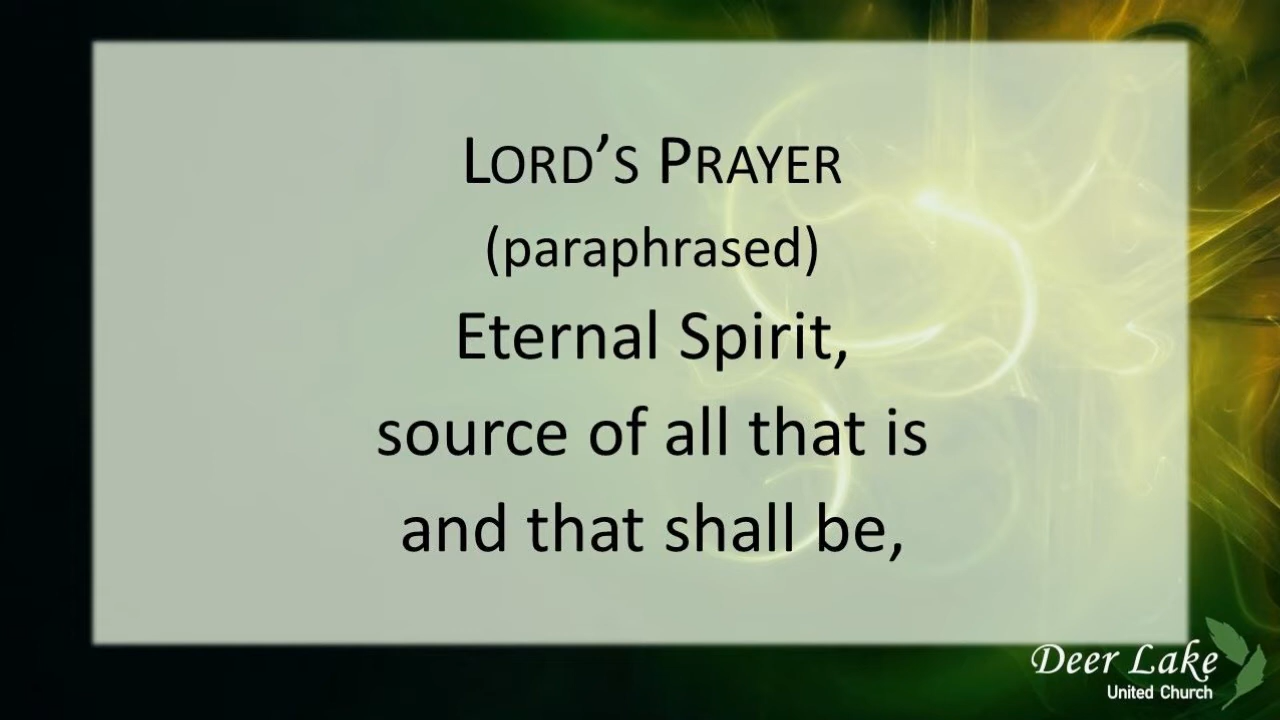 LORD’S PRAYER
(paraphrased)
Eternal Spirit,
source of all that is
and that shall be,
Deer Lake
United Church